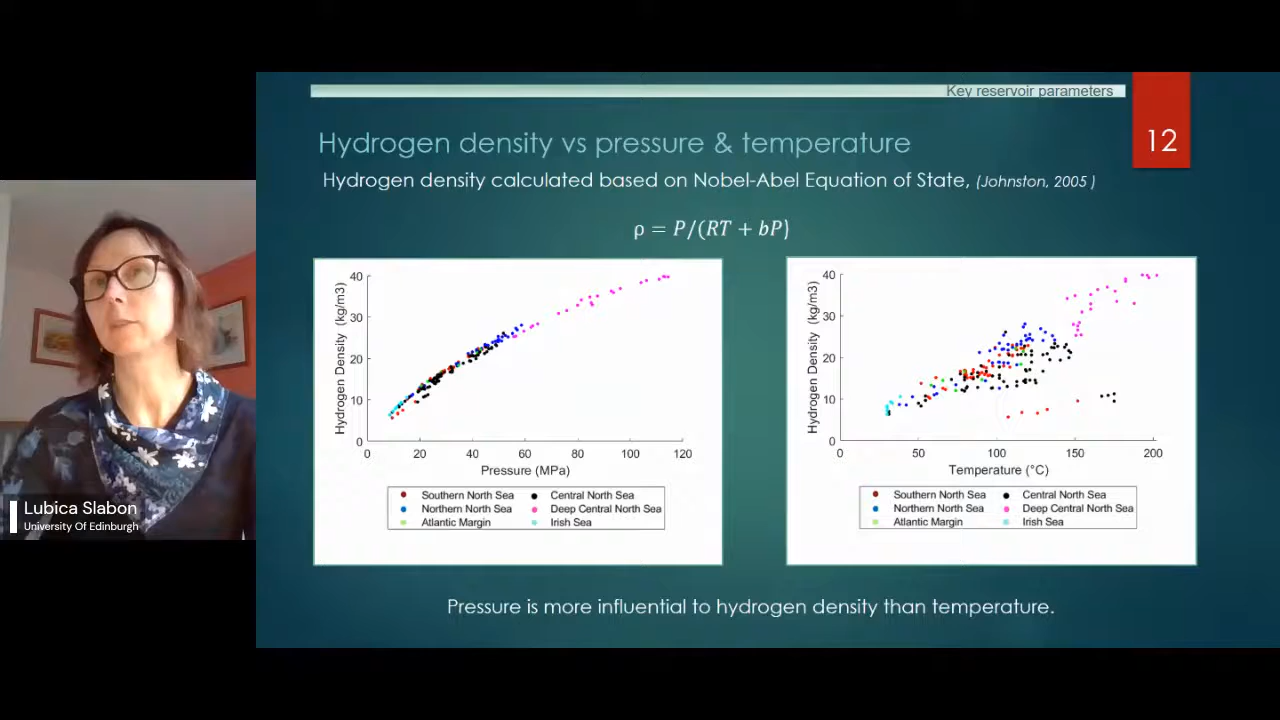 Key reservoir parameters
12
Hydrogen density vs pressure & temperature
Hydrogen density calculated based on Nobel-Abel Equation of State, (Johnston, 2005 )
ρ = P/(RT + bP)
Hydrogen Density (kg/m3)
40
30
20
10
0
0 20 40 60 80 100 120
Pressure (MPa)
Southern North Sea Central North Sea
Northern North Sea Deep Central North Sea
Atlantic Margin Irish Sea
Hydrogen Density (kg/m3)
40
30
20
10
0
0 50 100 150 200
Temperature (°C)
Southern North Sea Central North Sea
Northern North Sea Deep Central North Sea
Atlantic Margin Irish Sea
Pressure is more influential to hydrogen density than temperature.
Lubica Slabon
University Of Edinburgh